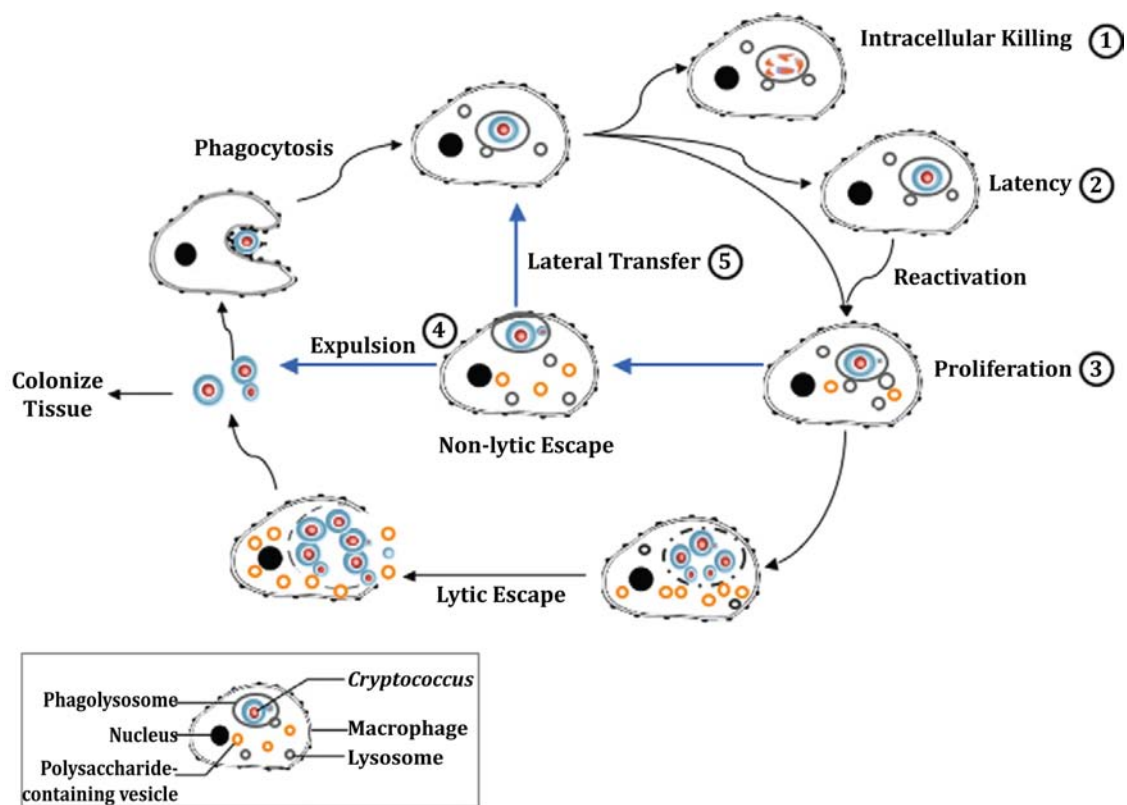 Intracellular Killing ①
Phagocytosis
Latency ②
Lateral Transfer ⑤
Reactivation
④
Expulsion
Proliferation ③
Colonize
Tissue
Non-lytic Escape
Lytic Escape
Cryptococcus
Phagolysosome
Macrophage
Nucleus
Lysosome
Polysaccharide-
containing vesicle